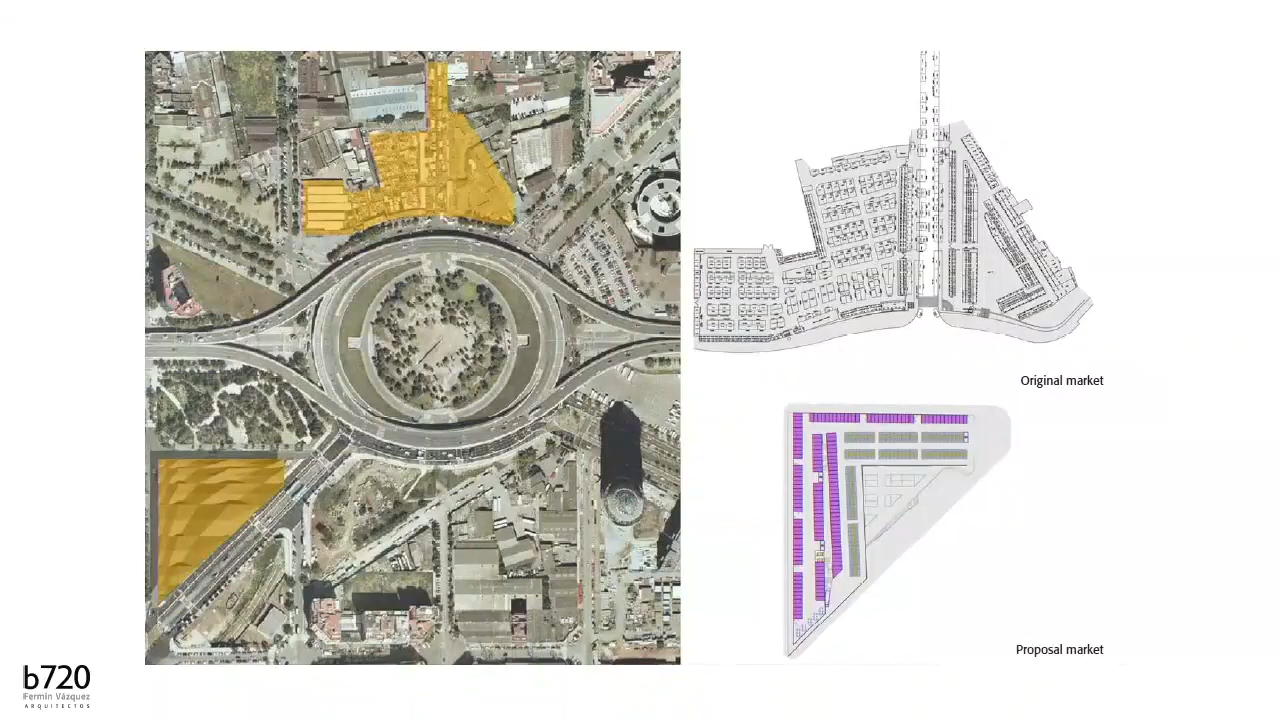 Original market
Proposal market
b720
Fermín Vázquez
ARQUITECTOS